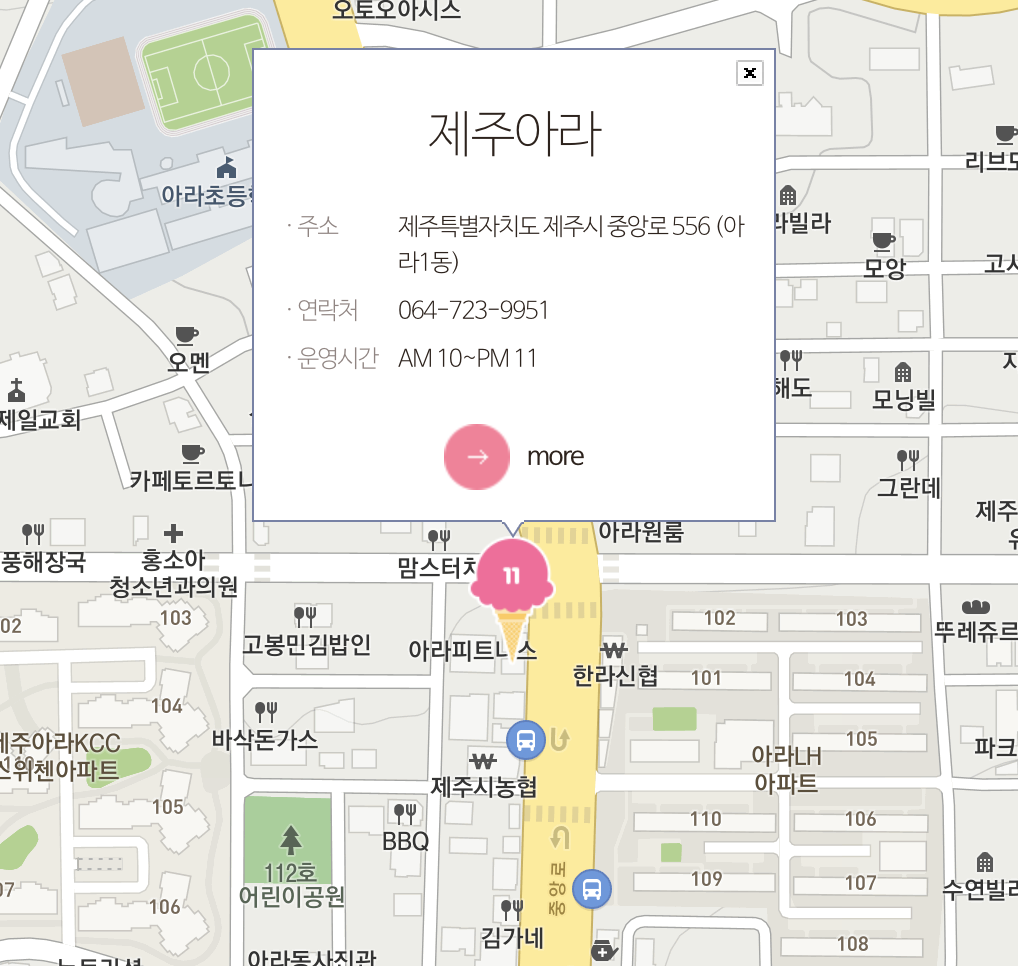 오토오아시스
제주아라
· 주소 제주특별자치도 제주시 중앙로 556 (아
라1동)
· 연락처 064-723-9951
· 운영시간 AM 10~PM 11
more
11
아라초등학
리브모
라빌라
모앙
고시
오멘
해도
모닝빌
제일교회
카페토르토니
그란데
제주
아라원룸
풍해장국
홍소아
청소년과의원
맘스터치
02
103
고봉민김밥인
아라피트니스
한라신협
102
103
뚜레쥬르
101
104
104
바삭돈가스
제주아라KCC
스위첸아파트
105
아라LH
아파트
파크
제주시농협
105
BBQ
110
106
112호
어린이공원
07
109
107
수연빌라
106
중앙로
김가네
108
아라동사진관